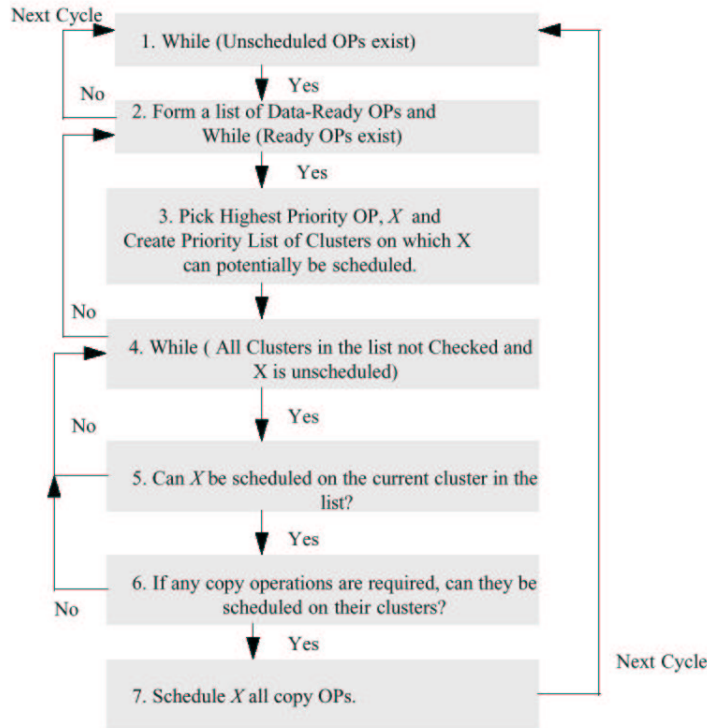 Next Cycle
1. While (Unscheduled OPs exist)
Yes
No
2. Form a list of Data-Ready OPs and
While (Ready OPs exist)
Yes
3. Pick Highest Priority OP, X and
Create Priority List of Clusters on which X
can potentially be scheduled.
No
4. While ( All Clusters in the list not Checked and
X is unscheduled)
Yes
No
5. Can X be scheduled on the current cluster in the
list?
Yes
6. If any copy operations are required, can they be
scheduled on their clusters?
No
Yes
Next Cycle
7. Schedule X all copy OPs.